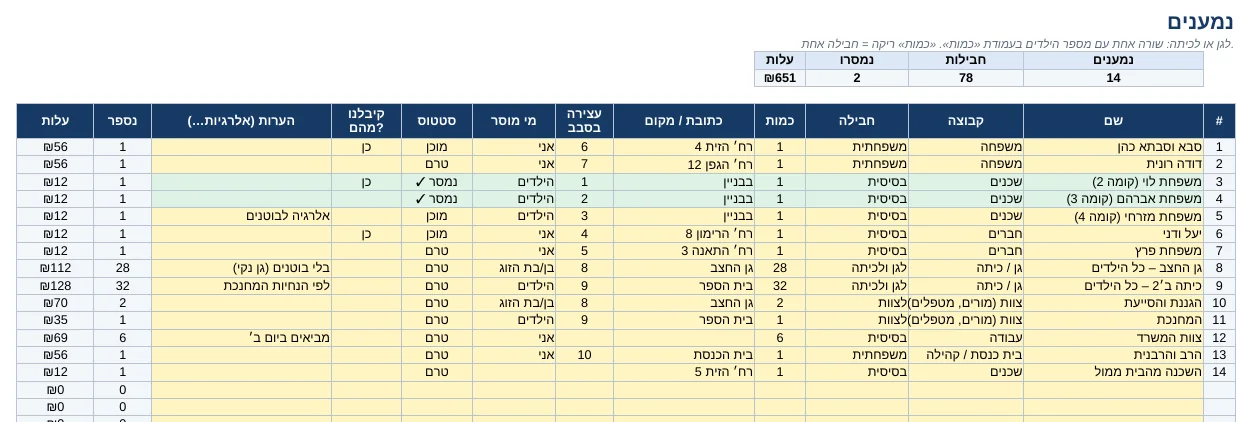 נמענים
לגן או לכיתה: שורה אחת עם מספר הילדים בעמודת «כמות». «כמות» ריקה = חבילה אחת.
נמענים חבילות נמסרו עלות
14 78 2 ₪651
# שם קבוצה חבילה כמות כתובת / מקום עצירה בסבב מי מוסר סטטוס קיבלנו מהם? הערות (אלרגיות...) נספר עלות
1 סבא וסבתא כהן משפחה משפחתית 1 רח׳ הזית 4 6 אני מוכן כן 1 ₪56
2 דודה רונית משפחה משפחתית 1 רח׳ הגפן 12 7 אני טרם 1 ₪56
3 משפחת לוי (קומה 2) שכנים בסיסית 1 בבניין 1 הילדים נמסר ✓ כן 1 ₪12
4 משפחת אברהם (קומה 3) שכנים בסיסית 1 בבניין 2 הילדים נמסר ✓ 1 ₪12
5 משפחת מזרחי (קומה 4) שכנים בסיסית 1 בבניין 3 הילדים מוכן אלרגיה לבוטנים 1 ₪12
6 יעל ודני חברים בסיסית 1 רח׳ הרימון 8 4 אני מוכן כן 1 ₪12
7 משפחת פרץ חברים בסיסית 1 רח׳ התאנה 3 5 אני טרם 1 ₪12
8 גן החצב – כל הילדים גן / כיתה לגן ולכיתה 28 גן החצב 8 בן/בת הזוג טרם בלי בוטנים (גן נקי) 28 ₪112
9 כיתה ב׳2 – כל הילדים גן / כיתה לגן ולכיתה 32 בית הספר 9 הילדים טרם לפי הנחיות המחנכת 32 ₪128
10 הגננת והסייעת צוות (מורים, מטפלים) לצוות 2 גן החצב 8 בן/בת הזוג טרם 2 ₪70
11 המחנכת צוות (מורים, מטפלים) לצוות 1 בית הספר 9 הילדים טרם 1 ₪35
12 צוות המשרד עבודה בסיסית 6 אני טרם מביאים ביום ב׳ 6 ₪69
13 הרב והרבנית בית כנסת / קהילה משפחתית 1 בית הכנסת 10 אני טרם 1 ₪56
14 השכנה מהבית ממול שכנים בסיסית 1 רח׳ הזית 5 טרם 1 ₪12
0 ₪0
0 ₪0